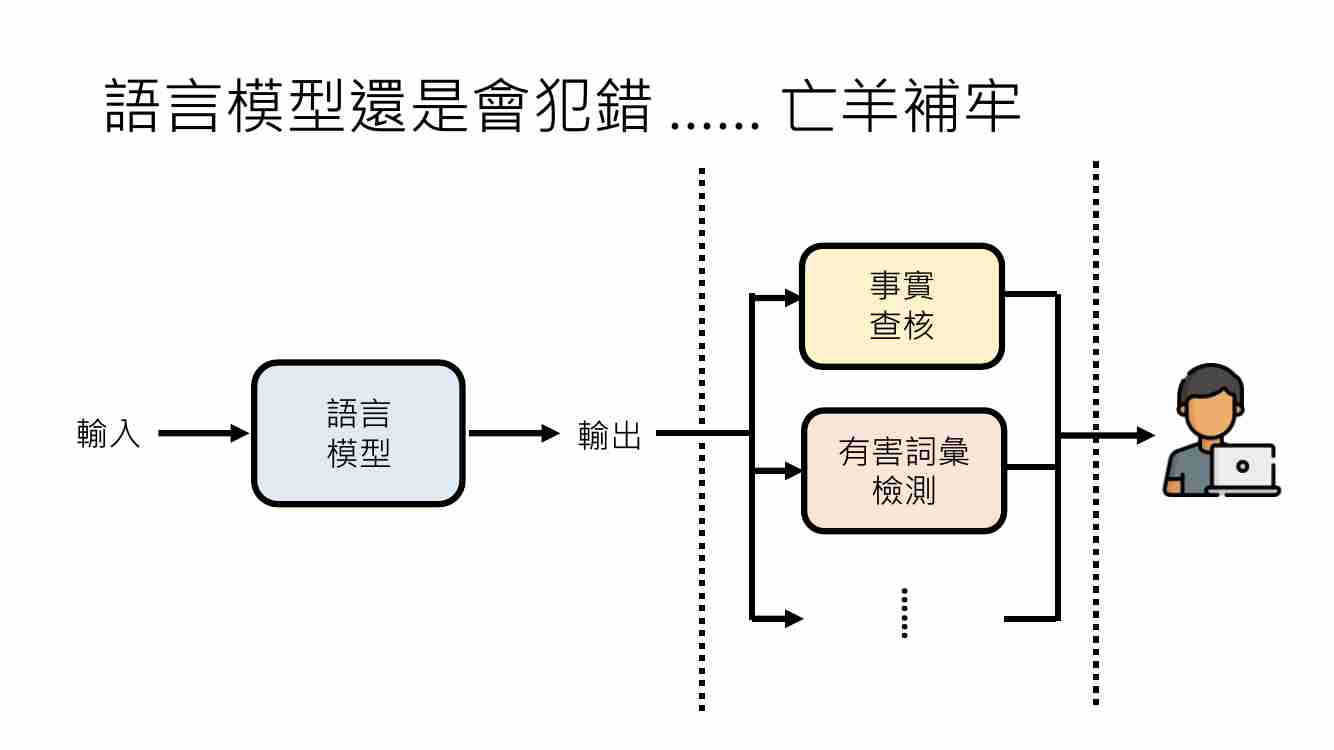 語言模型還是會犯錯 …… 亡羊補牢
輸入
語言
模型
輸出
事實
查核
有害詞彙
檢測